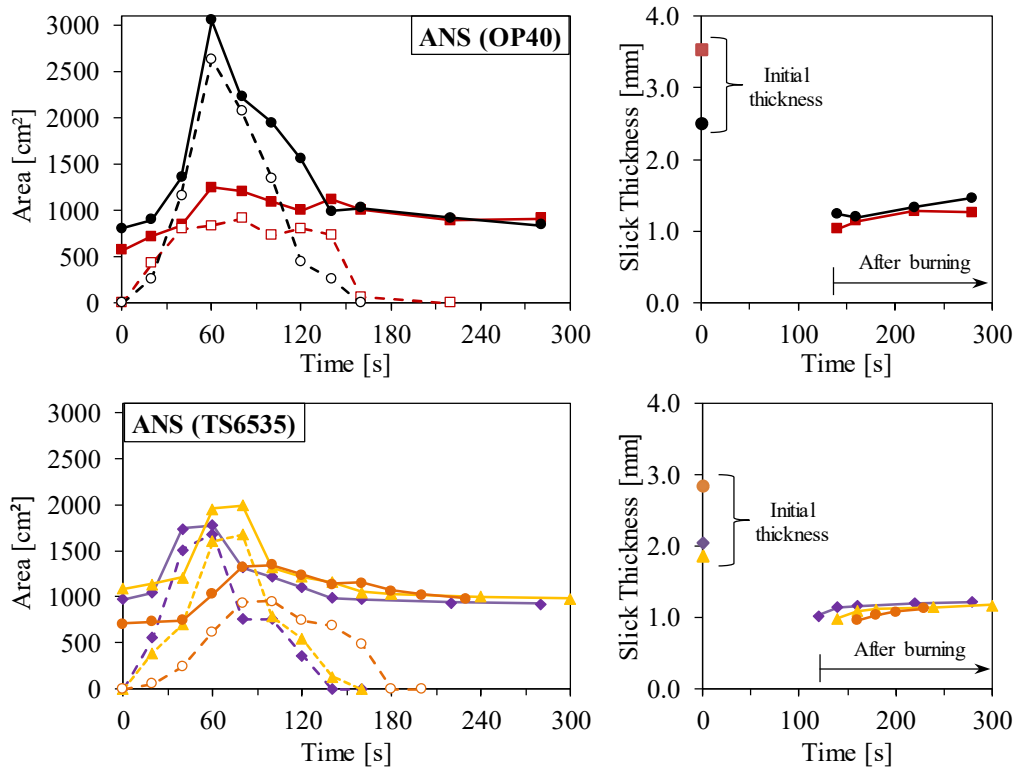 ANS (OP40)
Area [cm²]
3000
2500
2000
1500
1000
500
0
0 60 120 180 240 300
Time [s]
Slick Thickness [mm]
4.0
3.0
2.0
1.0
0.0
Initial
thickness
After burning
0 100 200 300
Time [s]
ANS (TS6535)
Area [cm²]
3000
2500
2000
1500
1000
500
0
0 60 120 180 240 300
Time [s]
Slick Thickness [mm]
4.0
3.0
2.0
1.0
0.0
Initial
thickness
After burning
0 100 200 300
Time [s]